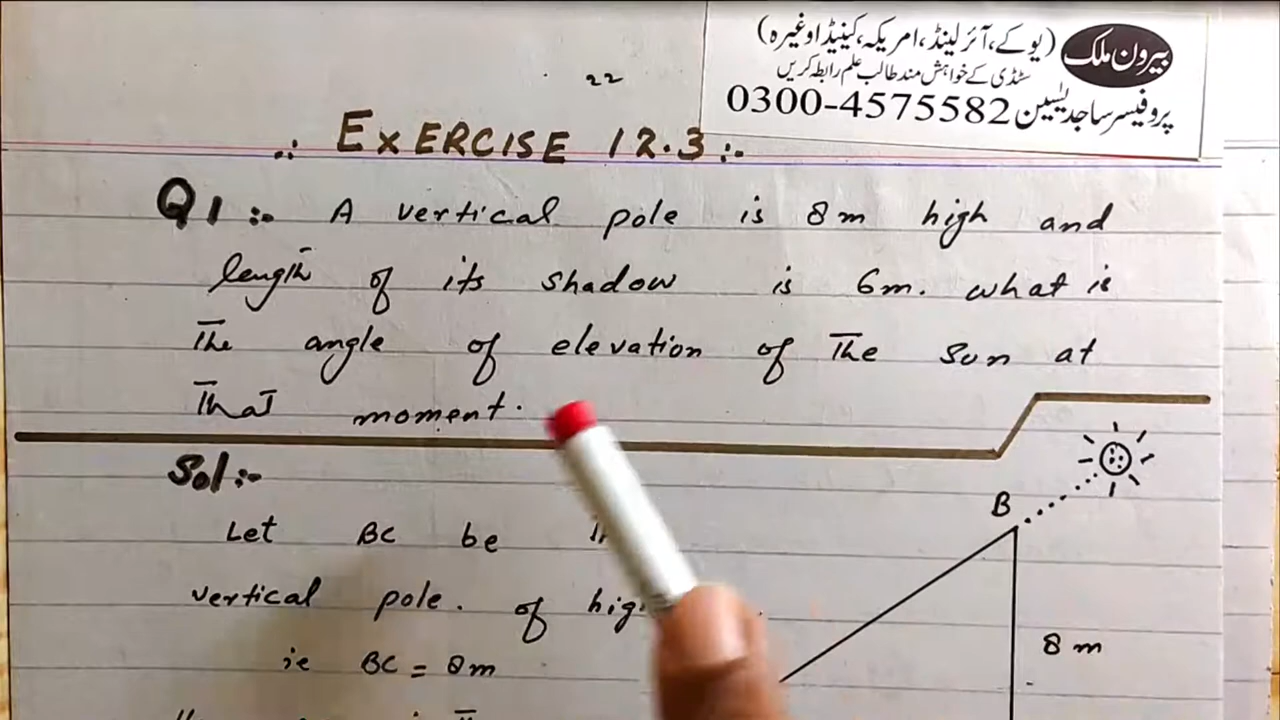 (یوکے، آئرلینڈ، امریکہ، کینیڈا وغیرہ)
بیرون ملک
سٹڈی کے خواہش مند طالب علم رابطہ کریں
پروفیسر ساجد یٰسین 0300-4575582
22
∴ EXERCISE 12.3 :-
Q1:- A vertical pole is 8m high and
length of its shadow is 6m. what is
The angle of elevation of The Sun at
That moment.
Sol:-
B
Let BC be
vertical pole. of
8 m
ie BC = 8m